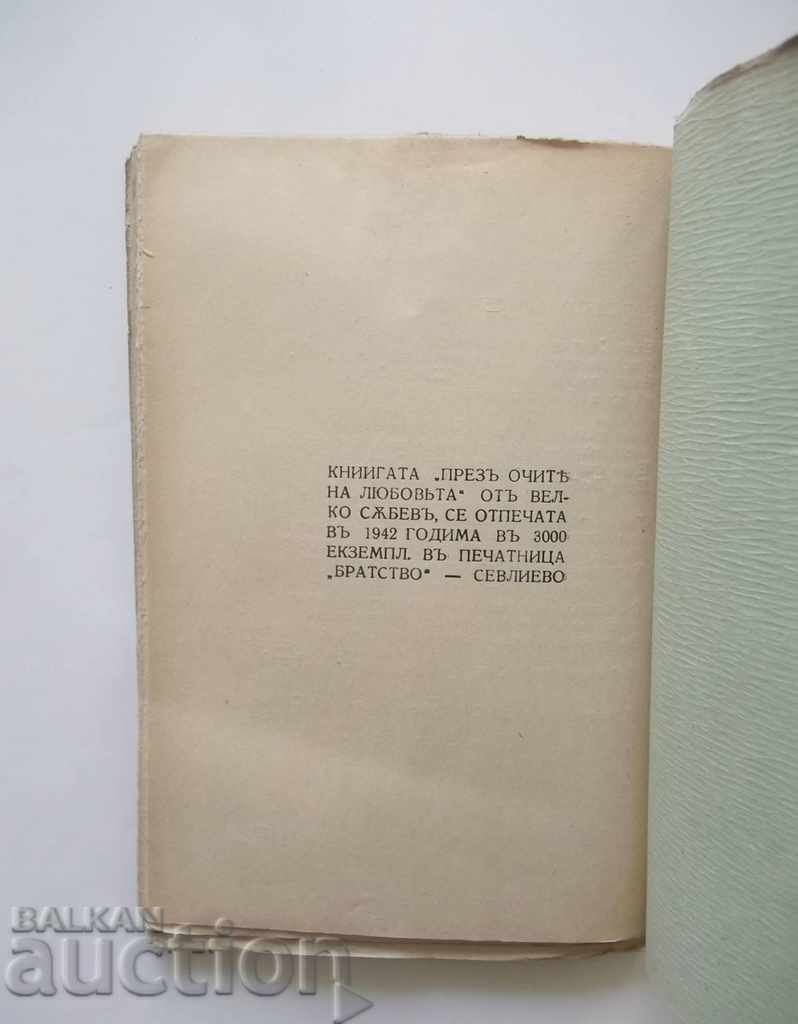 КНИИГАТА „ПРЕЗЪ ОЧИТѢ
НА ЛЮБОВЬТА“ ОТЪ ВЕЛ-
КО СѪБЕВЪ, СЕ ОТПЕЧАТА
ВЪ 1942 ГОДИМА ВЪ 3000
ЕКЗЕМПЛ. ВЪ ПЕЧАТНИЦА
„БРАТСТВО“ — СЕВЛИЕВО
BALKAN
auction